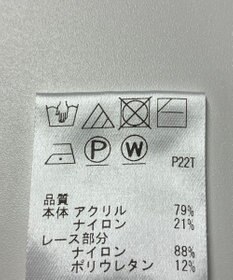 P W P22T
品質
本体 アクリル 79%
ナイロン 21%
レース部分
ナイロン 88%
ポリウレタン 12%